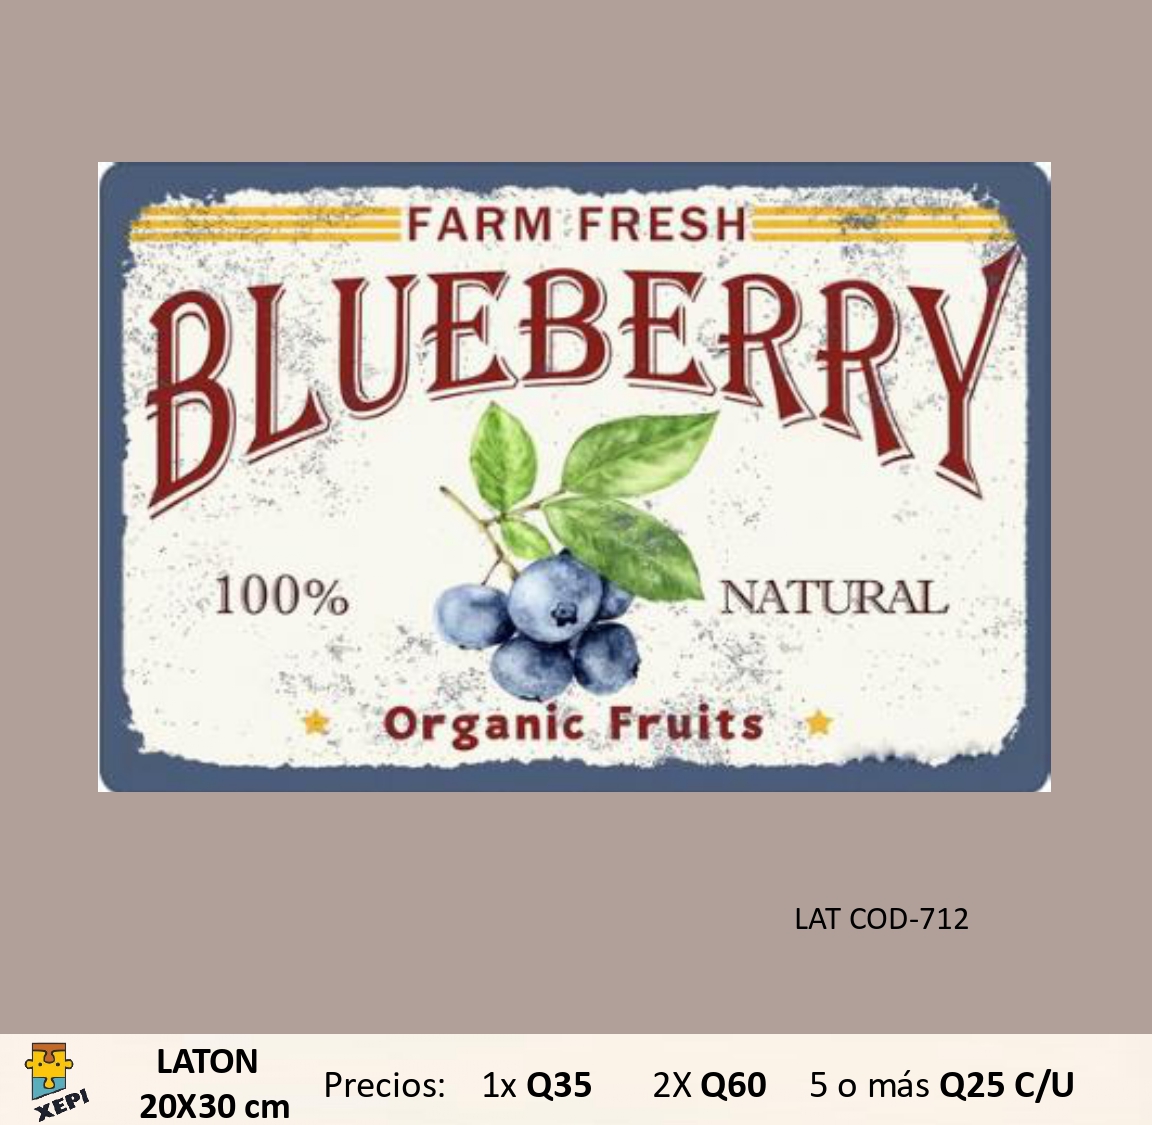 FARM FRESH
BLUEBERRY
100% NATURAL
Organic Fruits
LAT COD-712
XEPI
LATON
20X30 cm
Precios: 1x Q35 2X Q60 5 o más Q25 C/U